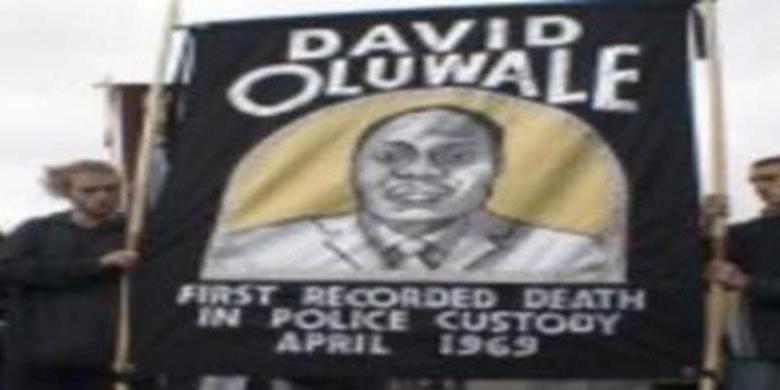 DAVID
OLUWALE
FIRST RECORDED DEATH
IN POLICE CUSTODY
APRIL 1969